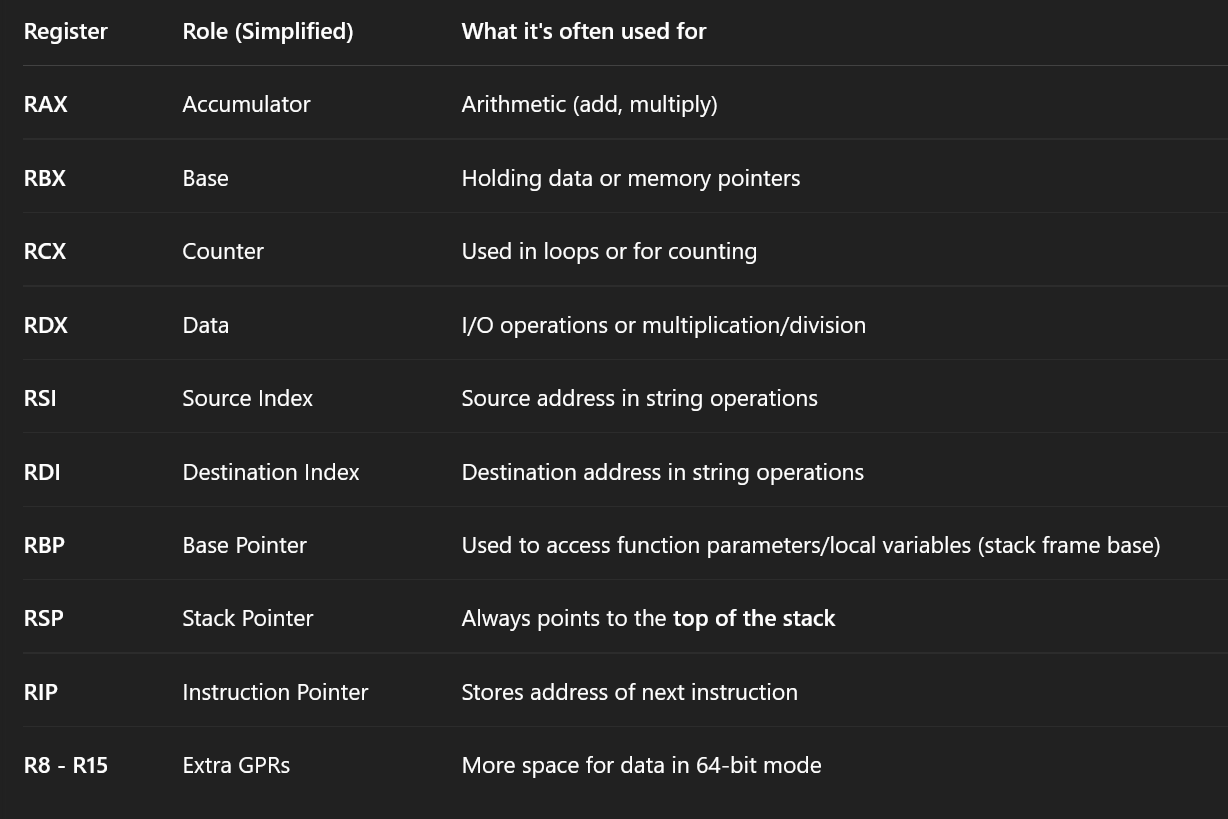 Register Role (Simplified) What it's often used for
RAX Accumulator Arithmetic (add, multiply)
RBX Base Holding data or memory pointers
RCX Counter Used in loops or for counting
RDX Data I/O operations or multiplication/division
RSI Source Index Source address in string operations
RDI Destination Index Destination address in string operations
RBP Base Pointer Used to access function parameters/local variables (stack frame base)
RSP Stack Pointer Always points to the top of the stack
RIP Instruction Pointer Stores address of next instruction
R8 - R15 Extra GPRs More space for data in 64-bit mode